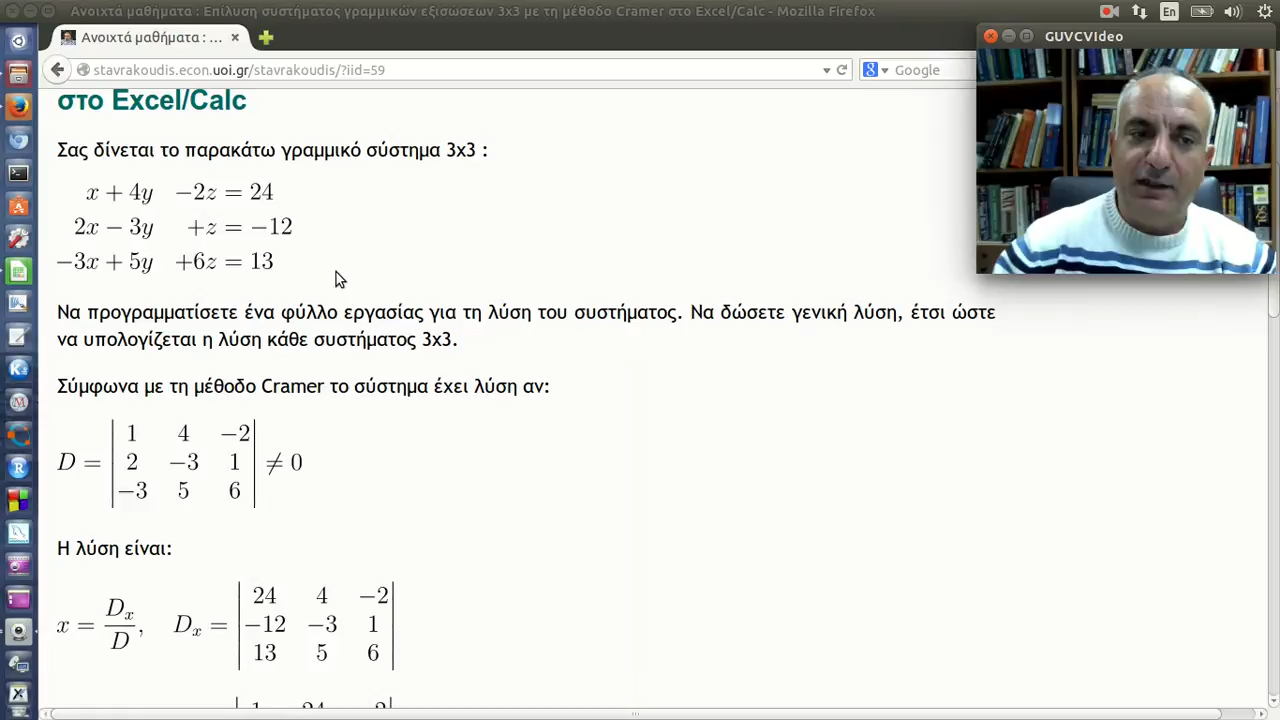 Ανοιχτά μαθήματα : Επίλυση συστήματος γραμμικών εξισώσεων 3x3 με τη μέθοδο Cramer στο Excel/Calc - Mozilla Firefox
En
Ανοιχτά μαθήματα : ...
GUVCVIdeo
stavrakoudis.econ.uoi.gr/stavrakoudis/?iid=59
Google
στο Excel/Calc
Σας δίνεται το παρακάτω γραμμικό σύστημα 3x3 :
x + 4y −2z = 24
2x − 3y +z = −12
−3x + 5y +6z = 13
Να προγραμματίσετε ένα φύλλο εργασίας για τη λύση του συστήματος. Να δώσετε γενική λύση, έτσι ώστε
να υπολογίζεται η λύση κάθε συστήματος 3x3.
Σύμφωνα με τη μέθοδο Cramer το σύστημα έχει λύση αν:
1 4 −2
D = 2 −3 1 ≠ 0
−3 5 6
Η λύση είναι:
24 4 −2
x = Dx/D, Dx = −12 −3 1
13 5 6